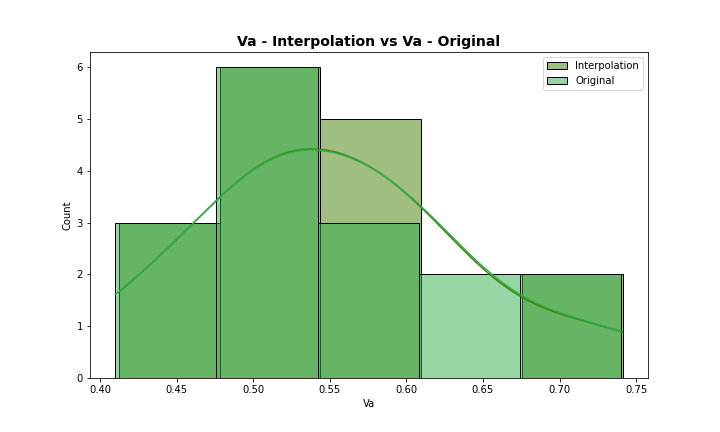 Va - Interpolation vs Va - Original
Interpolation
Original
6
5
4
3
2
1
0
Count
0.40 0.45 0.50 0.55 0.60 0.65 0.70 0.75
Va